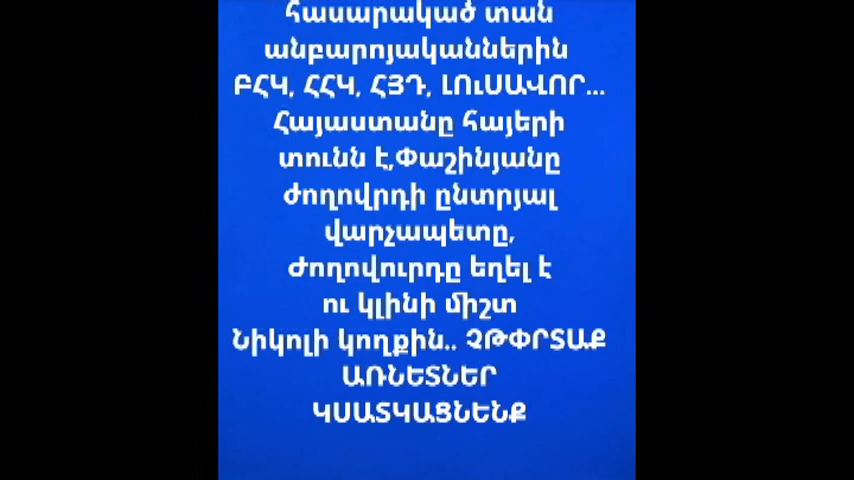 հասարակած տան
անբարոյականներին
ԲՀԿ, ՀՀԿ, ՀՅԴ, ԼՈւՍԱՎՈՐ...
Հայաստանը հայերի
տունն է,Փաշինյանը
ժողովրդի ընտրյալ
վարչապետը,
Ժողովուրդը եղել է
ու կլինի միշտ
Նիկոլի կողքին.. ՉԹՓՐՏԱՔ
ԱՌՆԵՏՆԵՐ
ԿՍԱՏԿԱՑՆԵՆՔ